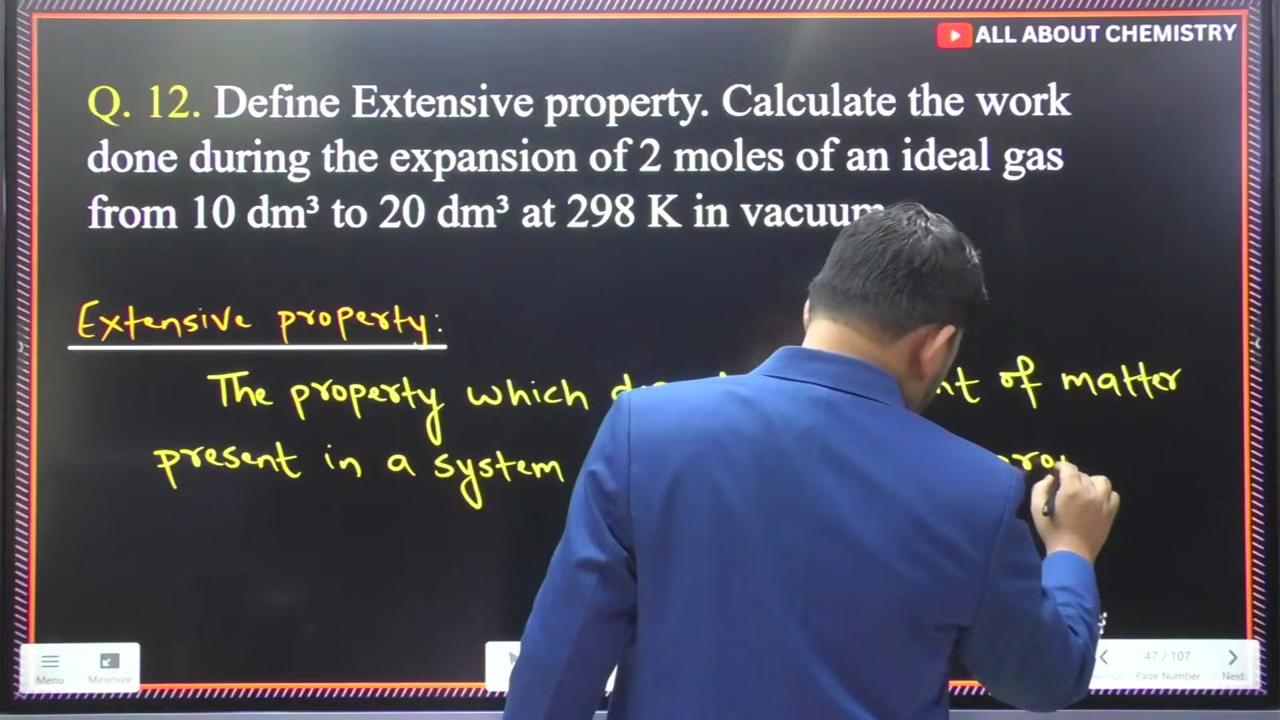 ALL ABOUT CHEMISTRY
Q. 12. Define Extensive property. Calculate the work
done during the expansion of 2 moles of an ideal gas
from 10 dm³ to 20 dm³ at 298 K in
Extensive property:
The property which of matter
present in a system
Menu
Minimize
47 / 107
Page Number
Next